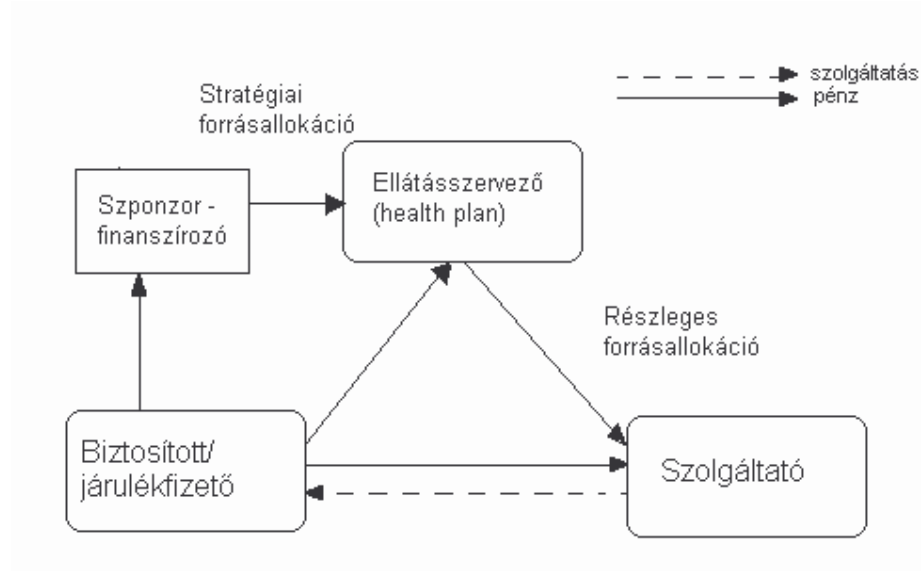 szolgáltatás
pénz
Stratégiai
forrásallokáció
Ellátásszervező
(health plan)
Szponzor -
finanszírozó
Részleges
forrásallokáció
Biztosított/
járulékfizető
Szolgáltató